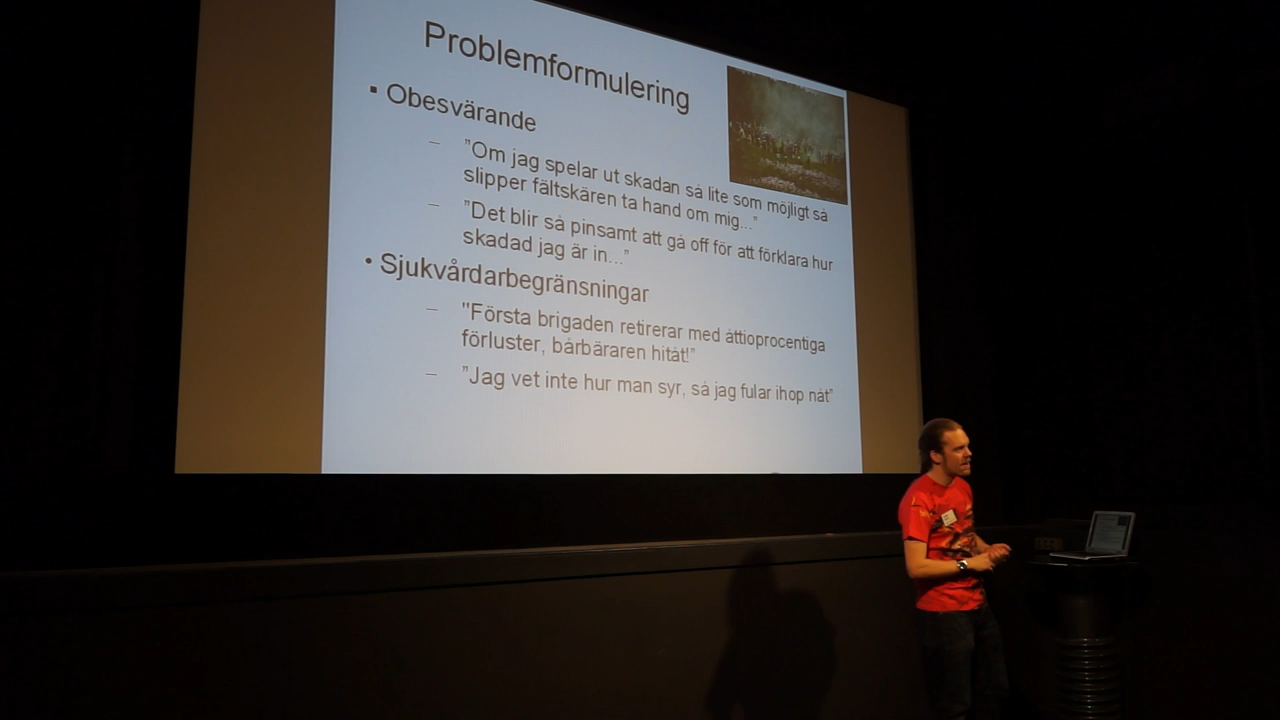 Problemformulering
▪ Obesvärande
– ”Om jag spelar ut skadan så lite som möjligt så
slipper fältskären ta hand om mig...”
– ”Det blir så pinsamt att gå off för att förklara hur
skadad jag är in...”
• Sjukvårdarbegränsningar
– "Första brigaden retirerar med åttioprocentiga
förluster, bårbäraren hitåt!”
– ”Jag vet inte hur man syr, så jag fular ihop nåt”